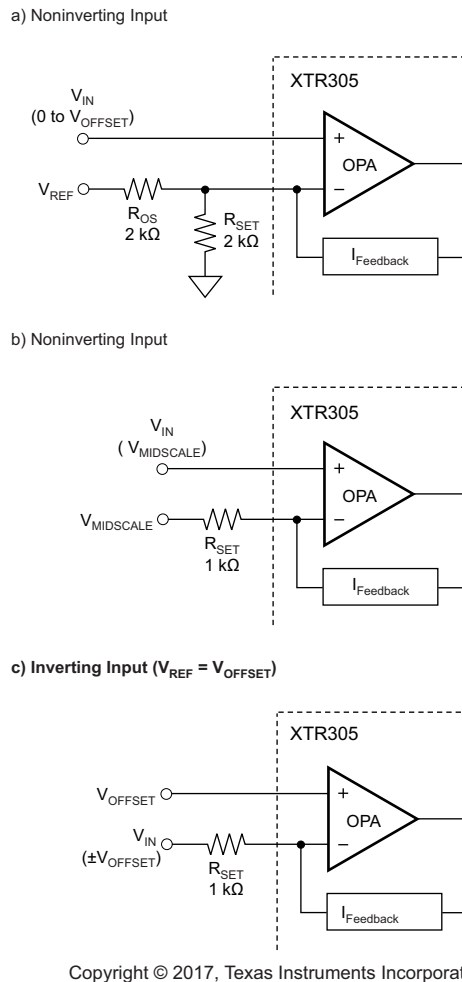 a) Noninverting Input
XTR305
V_IN
(0 to V_OFFSET)
+
OPA
V_REF
−
R_OS
2 kΩ
R_SET
2 kΩ
I_Feedback
b) Noninverting Input
XTR305
V_IN
( V_MIDSCALE)
+
OPA
V_MIDSCALE
−
R_SET
1 kΩ
I_Feedback
c) Inverting Input (V_REF = V_OFFSET)
XTR305
V_OFFSET
+
OPA
V_IN
−
(±V_OFFSET)
R_SET
1 kΩ
I_Feedback
Copyright © 2017, Texas Instruments Incorporat